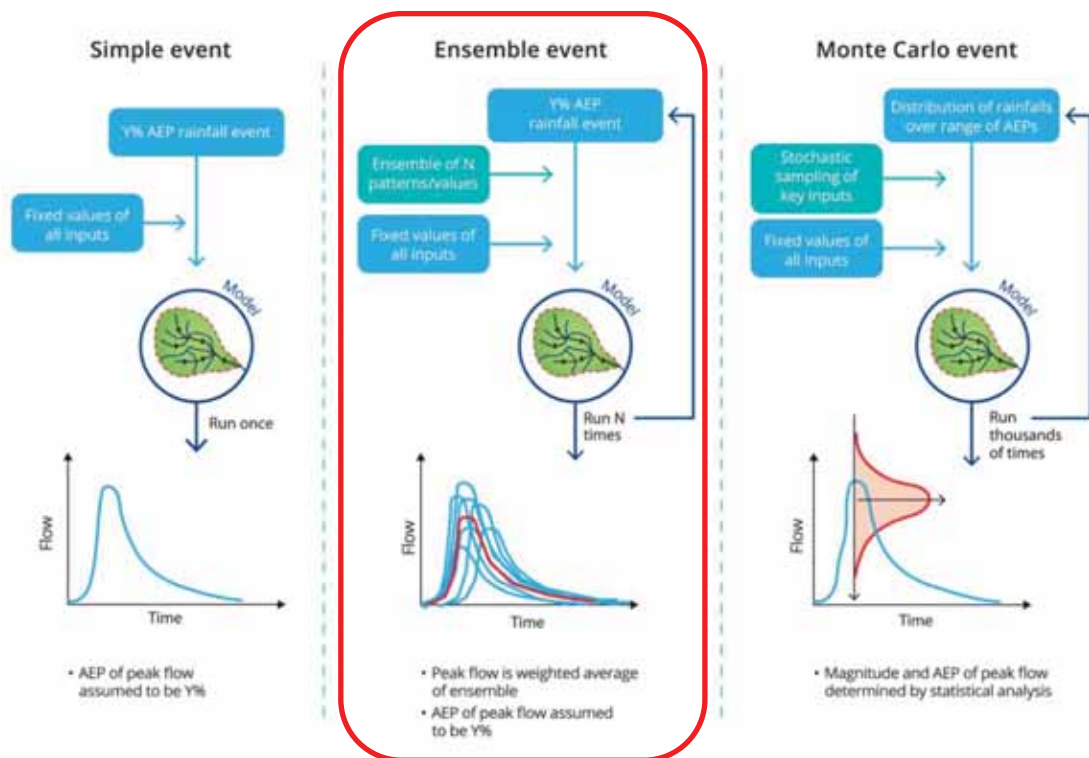 Simple event
Y% AEP rainfall event
Fixed values of
all inputs
Model
Run once
Flow
Time
• AEP of peak flow
assumed to be Y%
Ensemble event
Y% AEP
rainfall event
Ensemble of N
patterns/values
Fixed values of
all inputs
Model
Run N
times
Flow
Time
• Peak flow is weighted average
of ensemble
• AEP of peak flow assumed
to be Y%
Monte Carlo event
Distribution of rainfalls
over range of AEPs
Stochastic
sampling of
key inputs
Fixed values of
all inputs
Model
Run
thousands
of times
Flow
Time
• Magnitude and AEP of peak flow
determined by statistical analysis